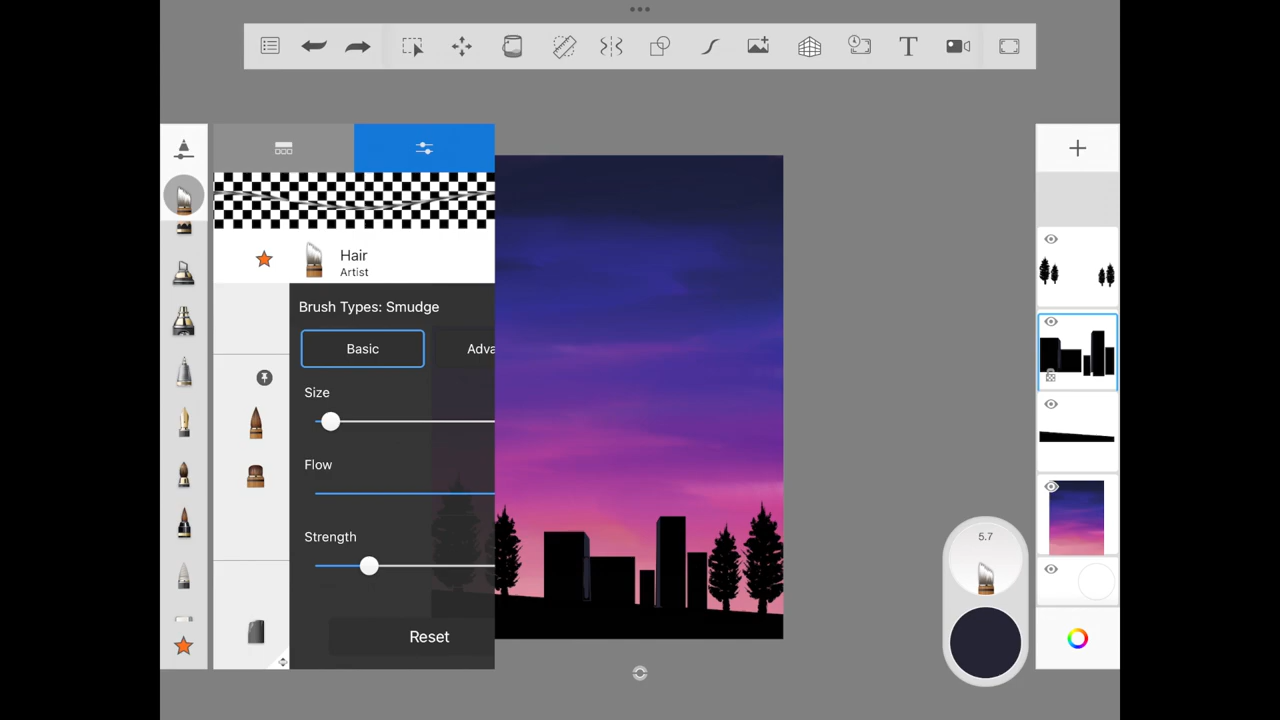 T
Hair
Artist
Brush Types: Smudge
Basic
Adva
Size
Flow
Strength
5.7
Reset